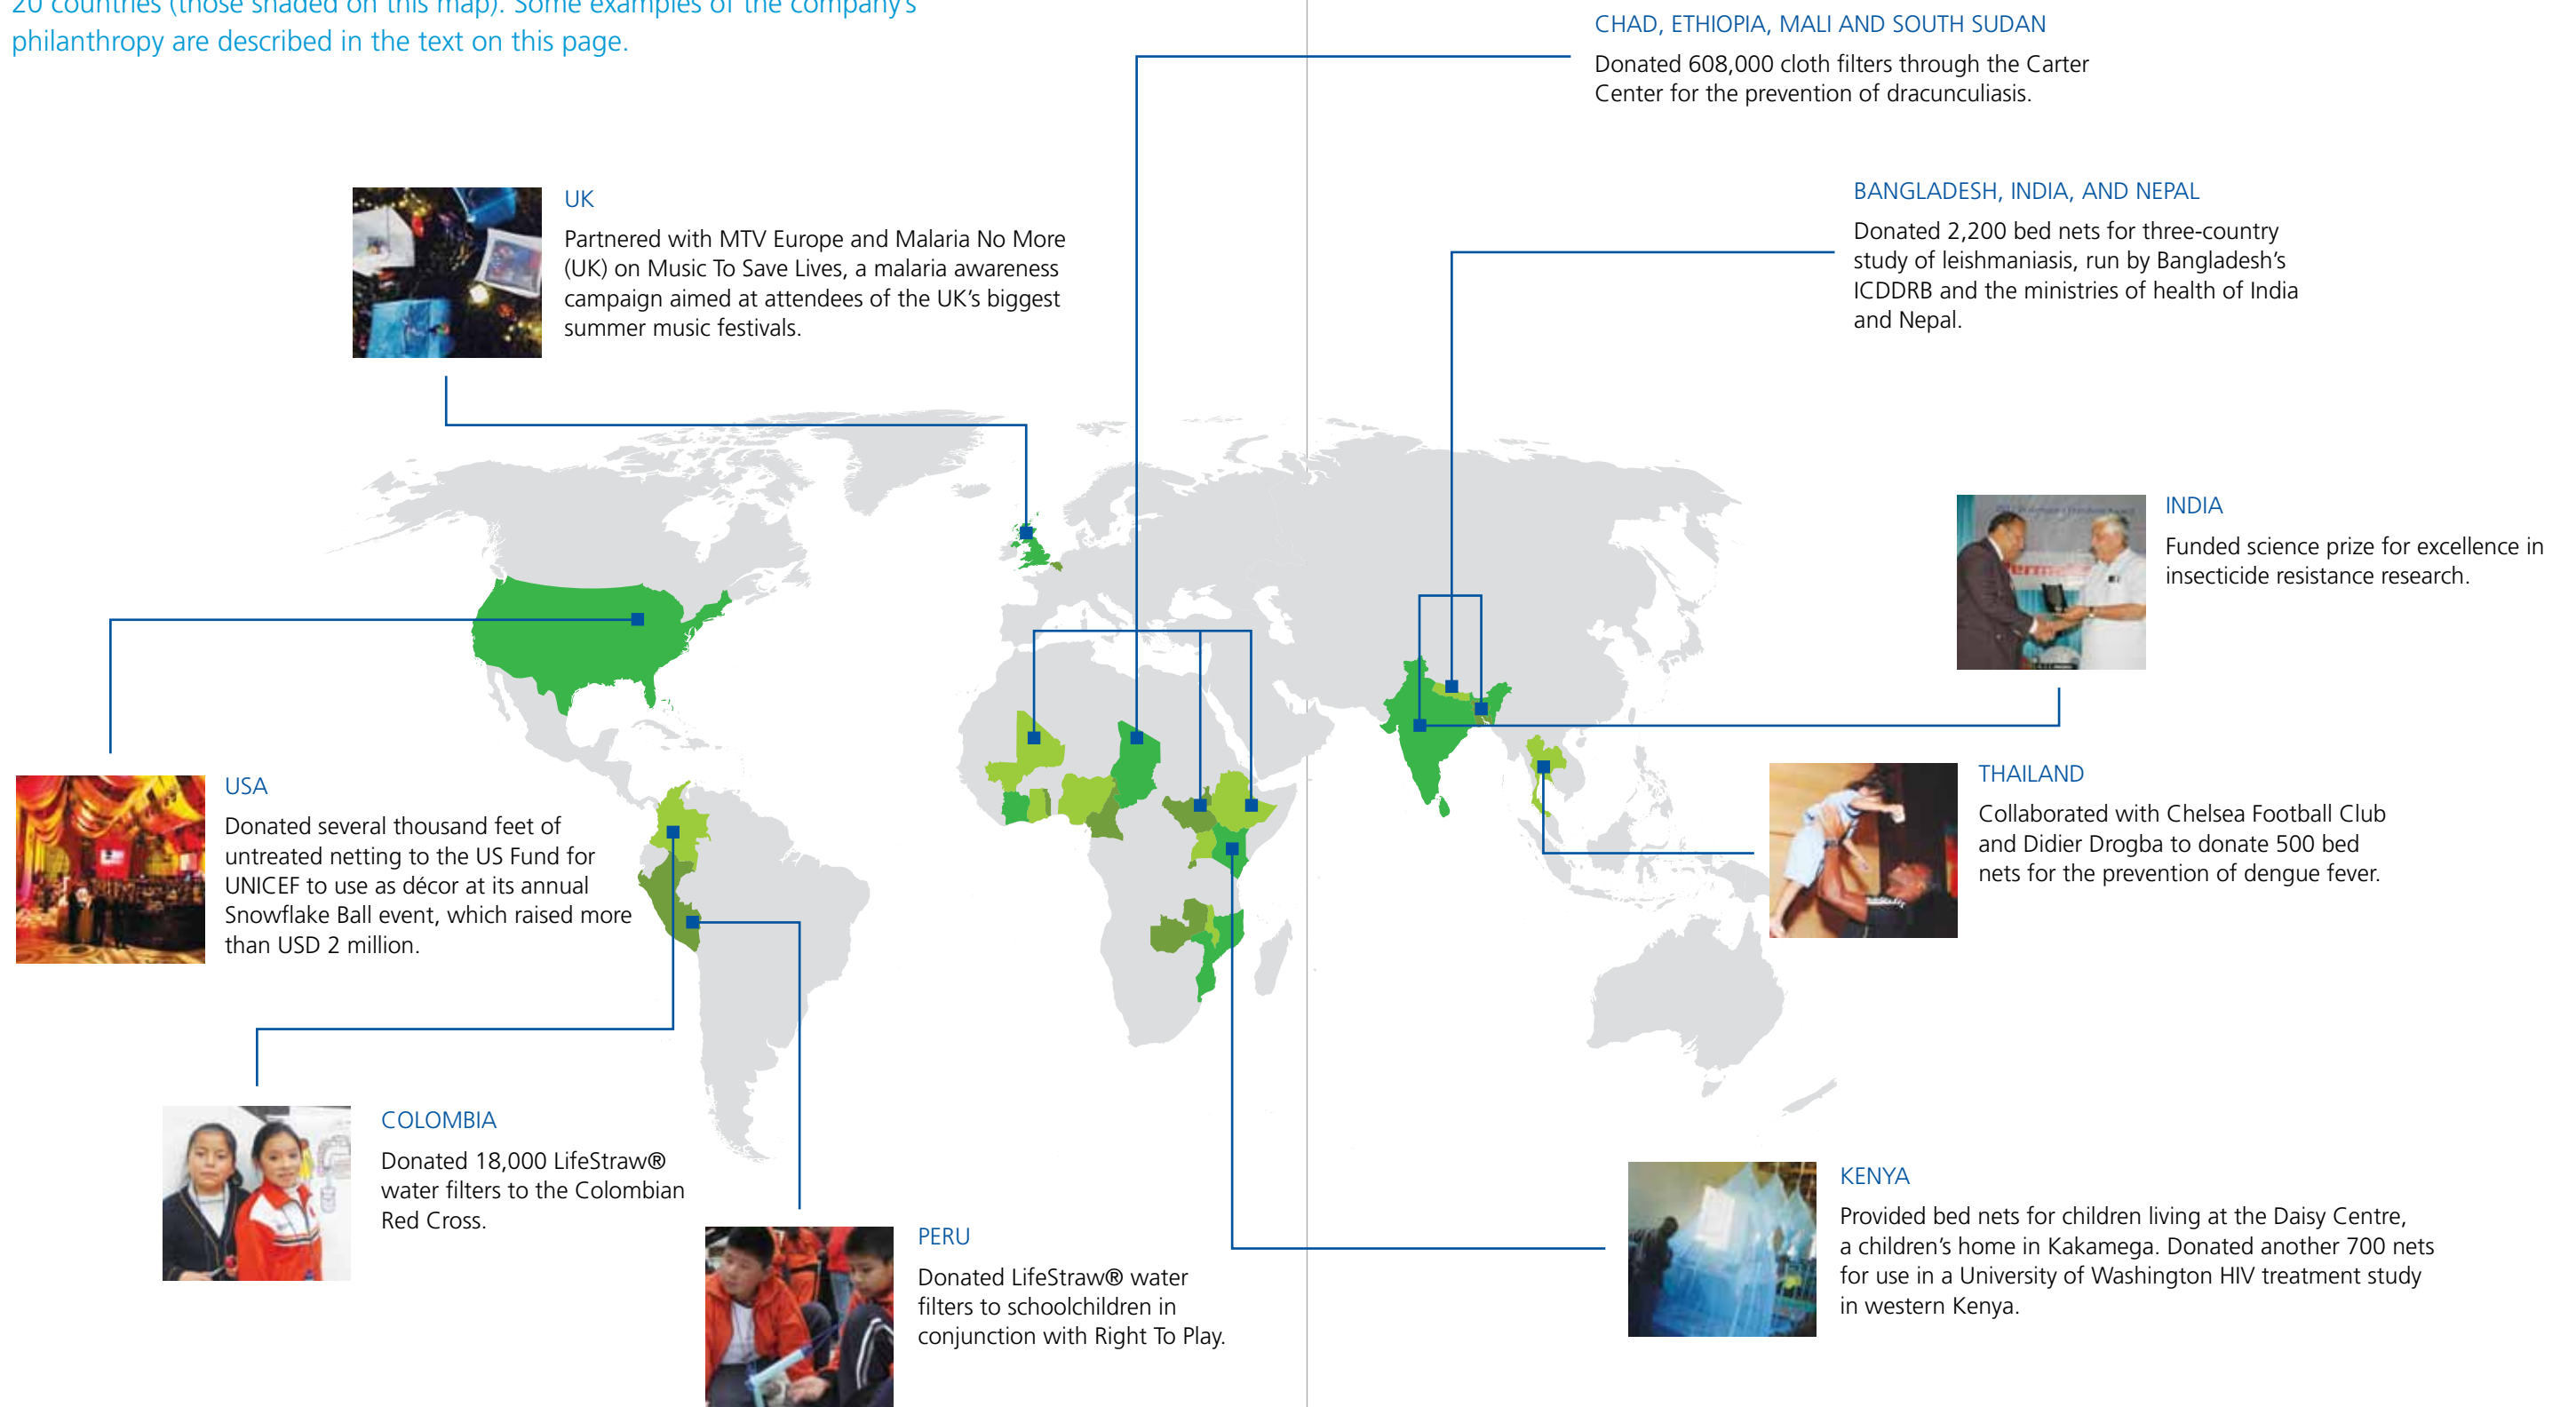 20 countries (those shaded on this map). Some examples of the company's
philanthropy are described in the text on this page.
CHAD, ETHIOPIA, MALI AND SOUTH SUDAN
Donated 608,000 cloth filters through the Carter
Center for the prevention of dracunculiasis.
UK
Partnered with MTV Europe and Malaria No More
(UK) on Music To Save Lives, a malaria awareness
campaign aimed at attendees of the UK's biggest
summer music festivals.
BANGLADESH, INDIA, AND NEPAL
Donated 2,200 bed nets for three-country
study of leishmaniasis, run by Bangladesh's
ICDDRB and the ministries of health of India
and Nepal.
INDIA
Funded science prize for excellence in
insecticide resistance research.
USA
Donated several thousand feet of
untreated netting to the US Fund for
UNICEF to use as décor at its annual
Snowflake Ball event, which raised more
than USD 2 million.
THAILAND
Collaborated with Chelsea Football Club
and Didier Drogba to donate 500 bed
nets for the prevention of dengue fever.
COLOMBIA
Donated 18,000 LifeStraw®
water filters to the Colombian
Red Cross.
PERU
Donated LifeStraw® water
filters to schoolchildren in
conjunction with Right To Play.
KENYA
Provided bed nets for children living at the Daisy Centre,
a children's home in Kakamega. Donated another 700 nets
for use in a University of Washington HIV treatment study
in western Kenya.